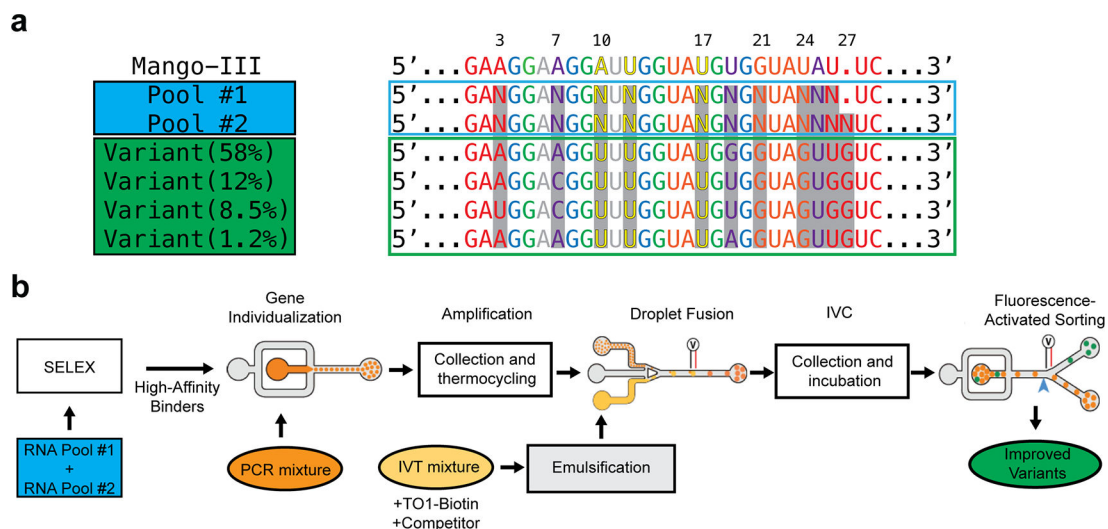 a
3 7 10 17 21 24 27
Mango-III 5'...GAAGGAAGGAUUGGUAUGUGGUAUAU.UC...3'
Pool #1 5'...GANGGANGGNUNGGUANGNGNUANNN.UC...3'
Pool #2 5'...GANGGANGGNUNGGUANGNGNUANNNNUC...3'
Variant(58%) 5'...GAAGGAAGGUUUGGUAUGGGGUAGUUGUC...3'
Variant(12%) 5'...GAAGGACGGUUUGGUAUGUGGUAGUGGUC...3'
Variant(8.5%) 5'...GAUGGACGGUUUGGUAUGUGGUAGUGGUC...3'
Variant(1.2%) 5'...GAAGGAAGGUUUGGUAUGAGGUAGUUGUC...3'
b
SELEX
RNA Pool #1
+
RNA Pool #2
High-Affinity
Binders
Gene
Individualization
PCR mixture
Amplification
Collection and
thermocycling
IVT mixture
+TO1-Biotin
+Competitor
Emulsification
Droplet Fusion
V
IVC
Collection and
incubation
Fluorescence-
Activated Sorting
V
Improved
Variants